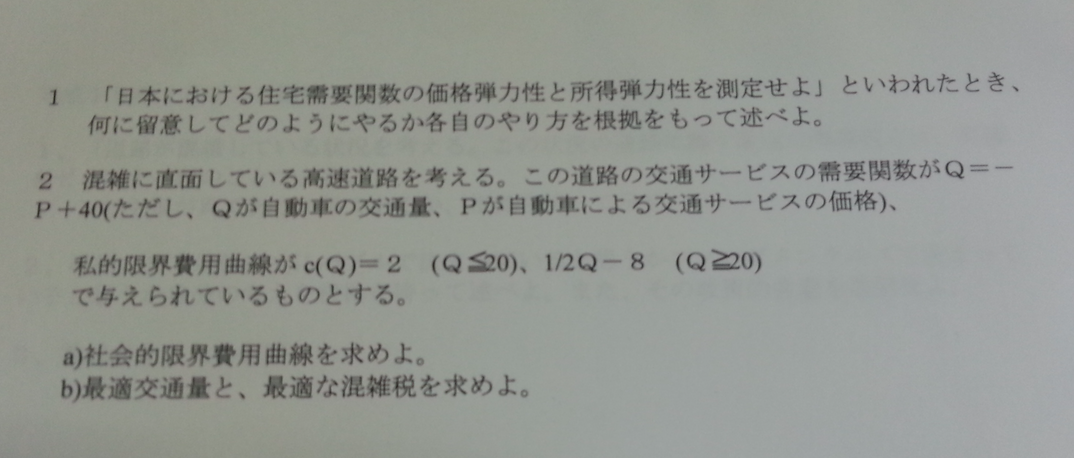 1 「日本における住宅需要関数の価格弾力性と所得弾力性を測定せよ」といわれたとき、
何に留意してどのようにやるか各自のやり方を根拠をもって述べよ。
2 混雑に直面している高速道路を考える。この道路の交通サービスの需要関数がQ=-
P+40(ただし、Qが自動車の交通量、Pが自動車による交通サービスの価格)、
私的限界費用曲線が c(Q)= 2 (Q≦20)、1/2Q-8 (Q≧20)
で与えられているものとする。
a)社会的限界費用曲線を求めよ。
b)最適交通量と、最適な混雑税を求めよ。